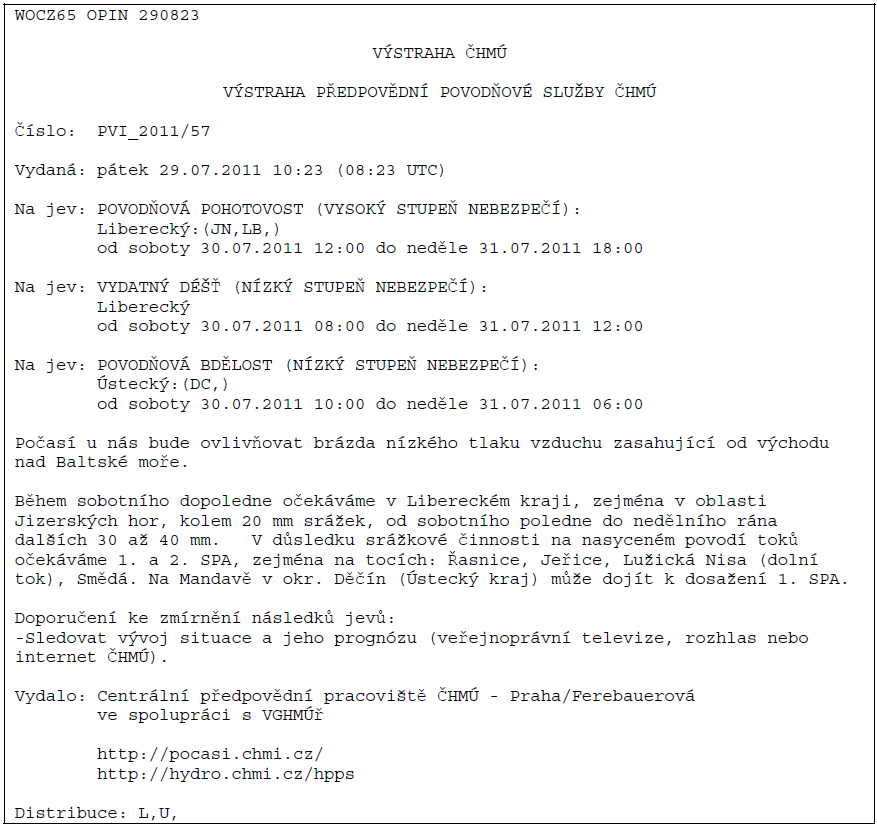 WOCZ65 OPIN 290823
VÝSTRAHA ČHMÚ
VÝSTRAHA PŘEDPOVĚDNÍ POVODŇOVÉ SLUŽBY ČHMÚ
Číslo: PVI_2011/57
Vydaná: pátek 29.07.2011 10:23 (08:23 UTC)
Na jev: POVODŇOVÁ POHOTOVOST (VYSOKÝ STUPEŇ NEBEZPEČÍ):
Liberecký:(JN,LB,)
od soboty 30.07.2011 12:00 do neděle 31.07.2011 18:00
Na jev: VYDATNÝ DÉŠŤ (NÍZKÝ STUPEŇ NEBEZPEČÍ):
Liberecký
od soboty 30.07.2011 08:00 do neděle 31.07.2011 12:00
Na jev: POVODŇOVÁ BDĚLOST (NÍZKÝ STUPEŇ NEBEZPEČÍ):
Ústecký:(DC,)
od soboty 30.07.2011 10:00 do neděle 31.07.2011 06:00
Počasí u nás bude ovlivňovat brázda nízkého tlaku vzduchu zasahující od východu
nad Baltské moře.
Během sobotního dopoledne očekáváme v Libereckém kraji, zejména v oblasti
Jizerských hor, kolem 20 mm srážek, od sobotního poledne do nedělního rána
dalších 30 až 40 mm. V důsledku srážkové činnosti na nasyceném povodí toků
očekáváme 1. a 2. SPA, zejména na tocích: Řasnice, Jeřice, Lužická Nisa (dolní
tok), Smědá. Na Mandavě v okr. Děčín (Ústecký kraj) může dojít k dosažení 1. SPA.
Doporučení ke zmírnění následků jevů:
-Sledovat vývoj situace a jeho prognózu (veřejnoprávní televize, rozhlas nebo
internet ČHMÚ).
Vydalo: Centrální předpovědní pracoviště ČHMÚ - Praha/Ferebauerová
ve spolupráci s VGHMÚř
http://pocasi.chmi.cz/
http://hydro.chmi.cz/hpps
Distribuce: L,U,